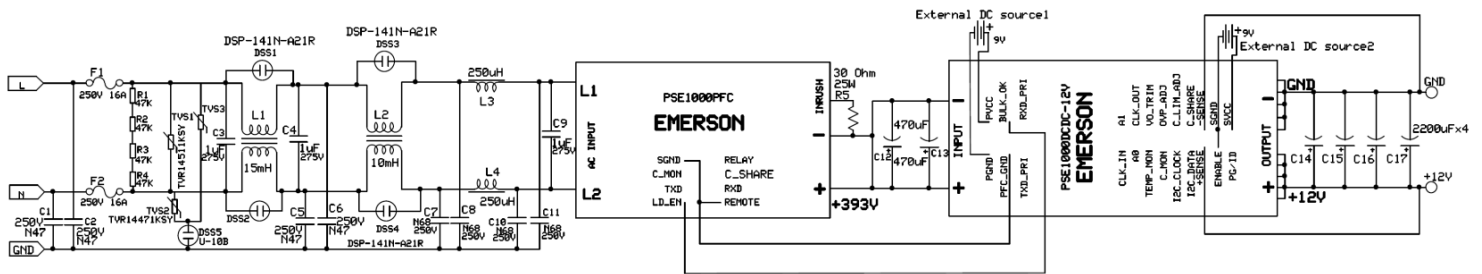 External DC source1
9V
9V
External DC source2
DSP-141N-A21R
DSS3
DSP-141N-A21R
DSS1
L
F1
250V 16A
R1
47K
R2
47K
R3
47K
R4
47K
TVS1
TVS3
TVR14511KSY
L1
15mH
C3
1uF
275V
C4
1uF
275V
L2
10mH
250uH
L3
C9
1uF
275V
L4
250uH
N
F2
250V 16A
TVS2
TVR14471KSY
DSS2
DSS4
DSP-141N-A21R
DSS5
U-10B
C1
250V
N47
C2
250V
N47
C5
250V
N47
C6
250V
N47
C7
N68
250V
C8
N68
250V
C10
N68
250V
C11
N68
250V
GND
L1
L2
AC INPUT
PSE1000PFC
EMERSON
INRUSH
SGND
C_MON
TXD
LD_EN
RELAY
C_SHARE
RXD
REMOTE
-
+
+393V
30 Ohm
25W
R5
470uF
C12
470uF
C13
-
+
INPUT
PVCC
BULK_OK
RXD_PRI
PGND
PFC_GND
TXD_PRI
PSE1000DCDC-12V
EMERSON
A1
CLK_OUT
VO_TRIM
OVP_ADJ
C_LIM_ADJ
C_SHARE
-SENSE
SGND
SVCC
CLK_IN
A0
TEMP_MON
C_MON
I2C_CLOCK
I2C_DATA
+SENSE
ENABLE
PG/ID
GND
OUTPUT
-
+
+12V
C14
C15
C16
C17
2200uFx4
GND
+12V